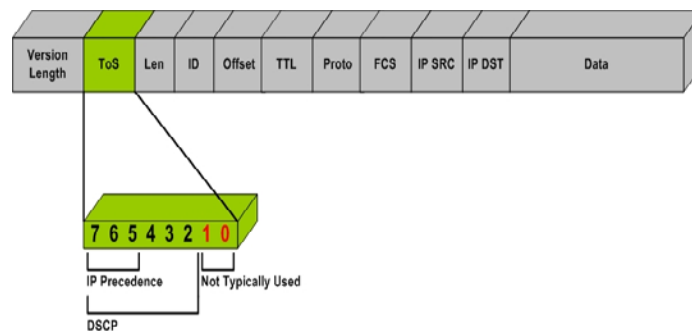 Version Length
ToS
Len
ID
Offset
TTL
Proto
FCS
IP SRC
IP DST
Data
7 6 5 4 3 2 1 0
IP Precedence
Not Typically Used
DSCP